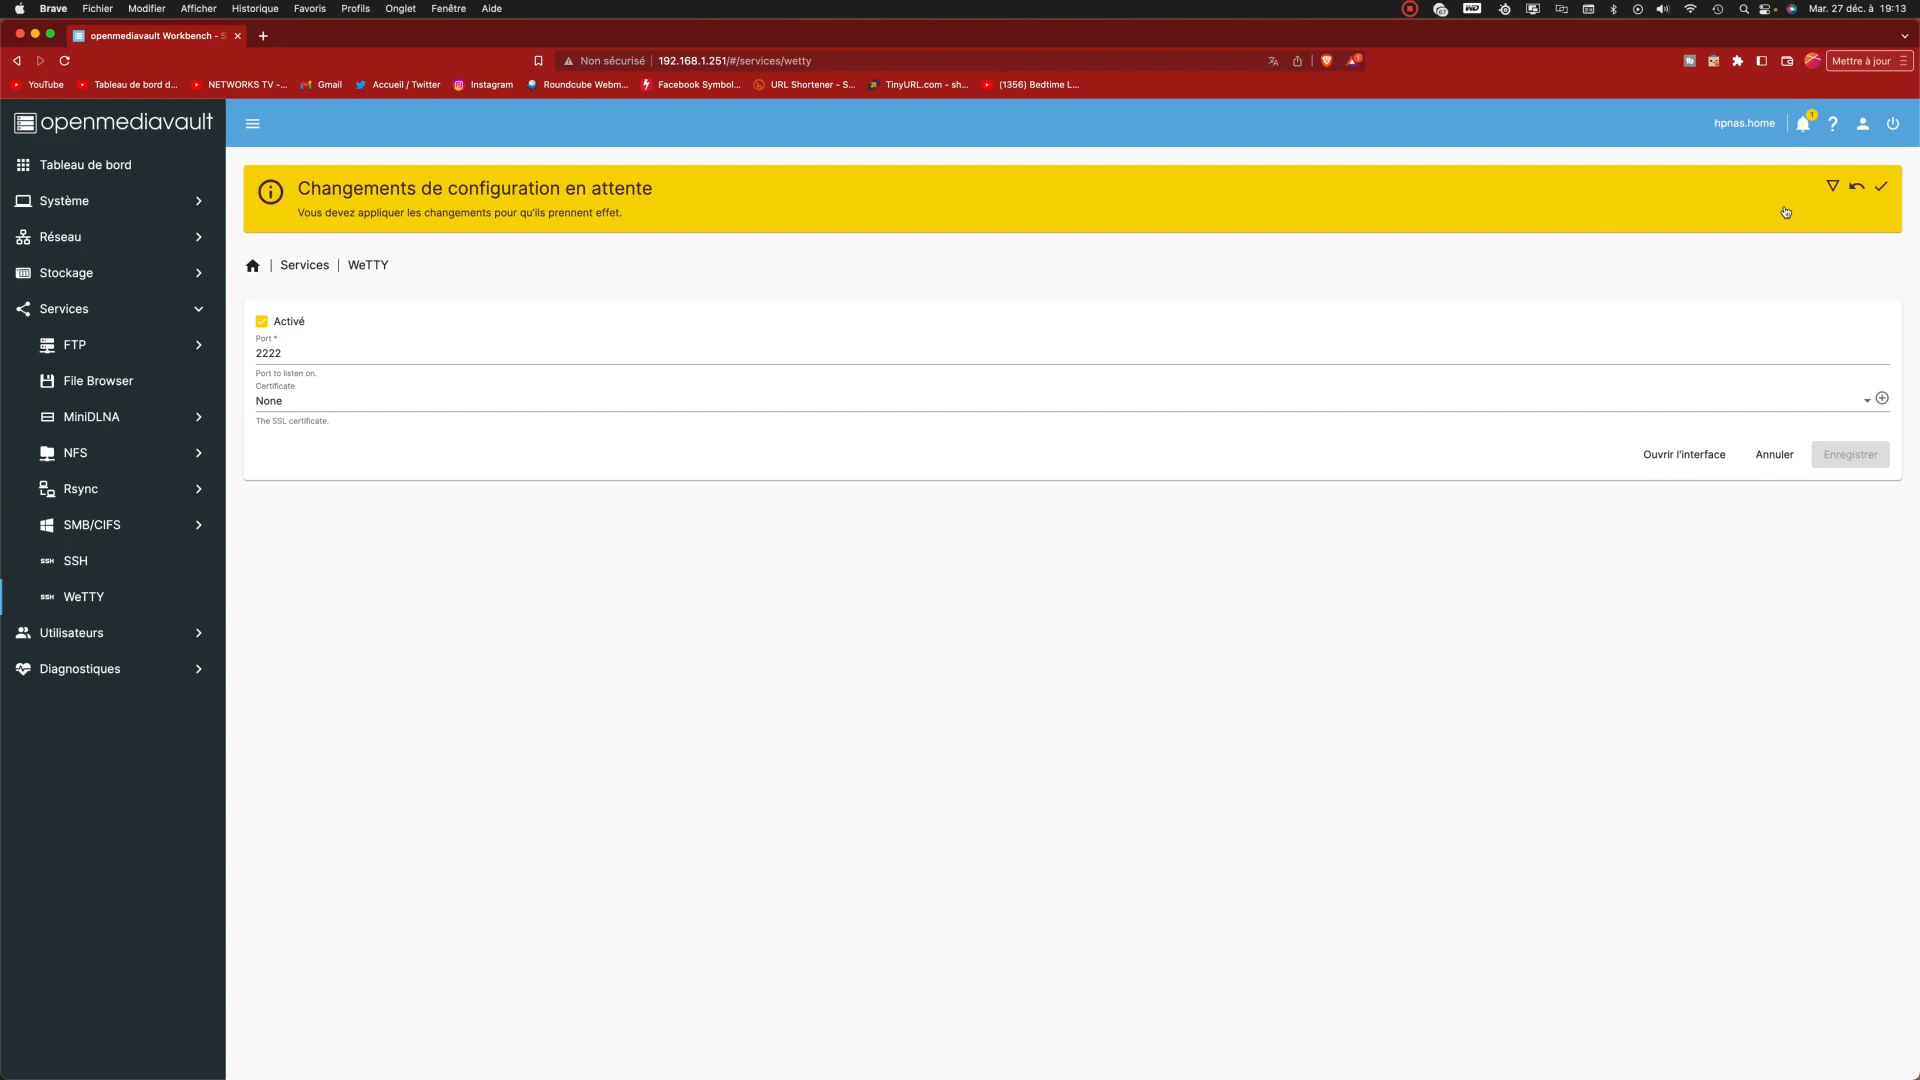 Brave Fichier Modifier Afficher Historique Favoris Profils Onglet Fenêtre Aide
Mar. 27 déc. à 19:13
openmediavault Workbench - S
Non sécurisé 192.168.1.251/#/services/wetty
Mettre à jour
YouTube Tableau de bord d... NETWORKS TV -... Gmail Accueil / Twitter Instagram Roundcube Webm... Facebook Symbol... URL Shortener - S... TinyURL.com - sh... (1356) Bedtime L...
openmediavault
hpnas.home
1
Tableau de bord
Système
Réseau
Stockage
Services
FTP
File Browser
MiniDLNA
NFS
Rsync
SMB/CIFS
SSH SSH
SSH WeTTY
Utilisateurs
Diagnostiques
Changements de configuration en attente
Vous devez appliquer les changements pour qu'ils prennent effet.
| Services | WeTTY
Activé
Port *
2222
Port to listen on.
Certificate
None
The SSL certificate.
Ouvrir l'interface Annuler Enregistrer